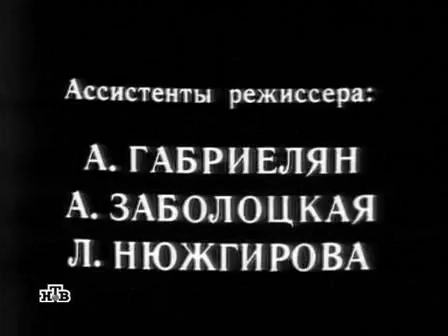 Ассистенты режиссера:
А. ГАБРИЕЛЯН
А. ЗАБОЛОЦКАЯ
Л. НЮЖГИРОВА
НТВ